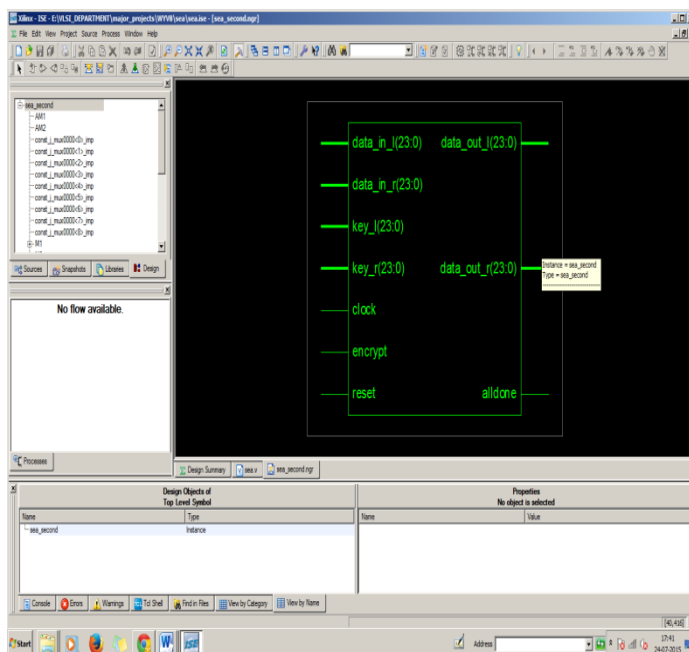 Xilinx - ISE - E:\VLSI_DEPARTMENT\major_projects\WYVB\sea\sea.ise - [sea_second.ngr]
File Edit View Project Source Process Window Help
sea_second
AM1
AM2
const_i_mux0000<0>_imp
const_i_mux0000<1>_imp
const_i_mux0000<2>_imp
const_i_mux0000<3>_imp
const_i_mux0000<4>_imp
const_i_mux0000<5>_imp
const_i_mux0000<6>_imp
const_i_mux0000<7>_imp
const_i_mux0000<8>_imp
M1
Sources Snapshots Libraries Design
No flow available.
Processes
data_in_l(23:0) data_out_l(23:0)
data_in_r(23:0)
key_l(23:0)
key_r(23:0) data_out_r(23:0)
Instance = sea_second
Type = sea_second
clock
encrypt
reset alldone
Design Summary sea.v sea_second.ngr
Design Objects of
Top Level Symbol
Name Type
sea_second Instance
Properties
No object is selected
Name Value
Console Errors Warnings Tcl Shell Find in Files View by Category View by Name
[40,416]
Start W ISE Address 17:41
24-07-2015